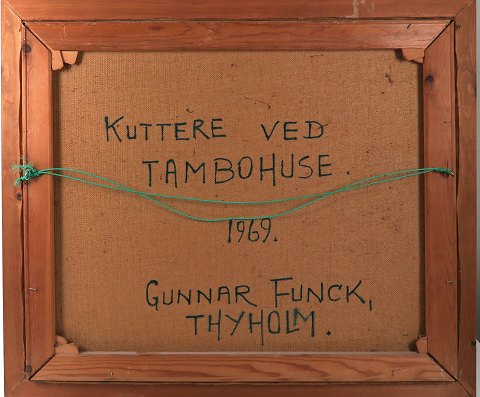 KUTTERE VED
TAMBOHUSE.
1969.
GUNNAR FUNCK,
THYHOLM.